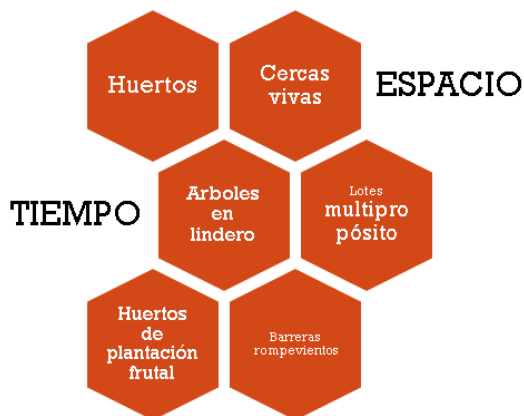 Huertos
Cercas
vivas
ESPACIO
TIEMPO
Arboles
en
lindero
Lotes
multipro
pósito
Huertos
de
plantación
frutal
Barreras
rompevientos